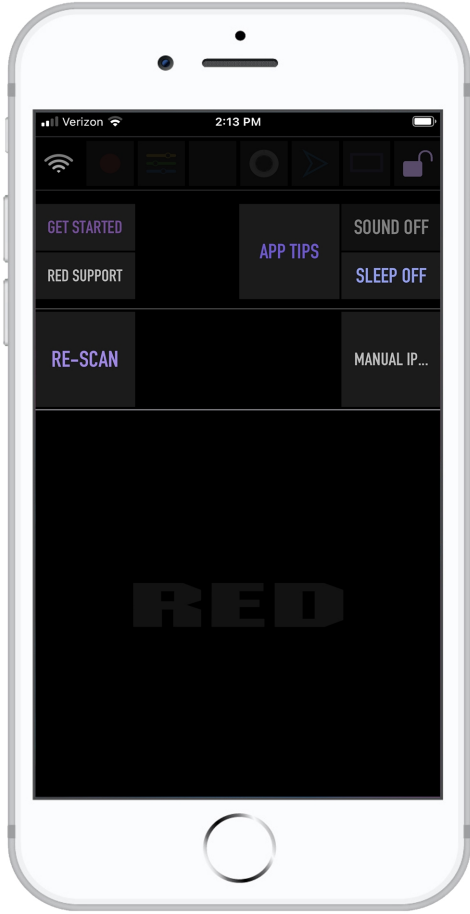 Verizon 2:13 PM
GET STARTED APP TIPS SOUND OFF
RED SUPPORT SLEEP OFF
RE-SCAN MANUAL IP...
RED